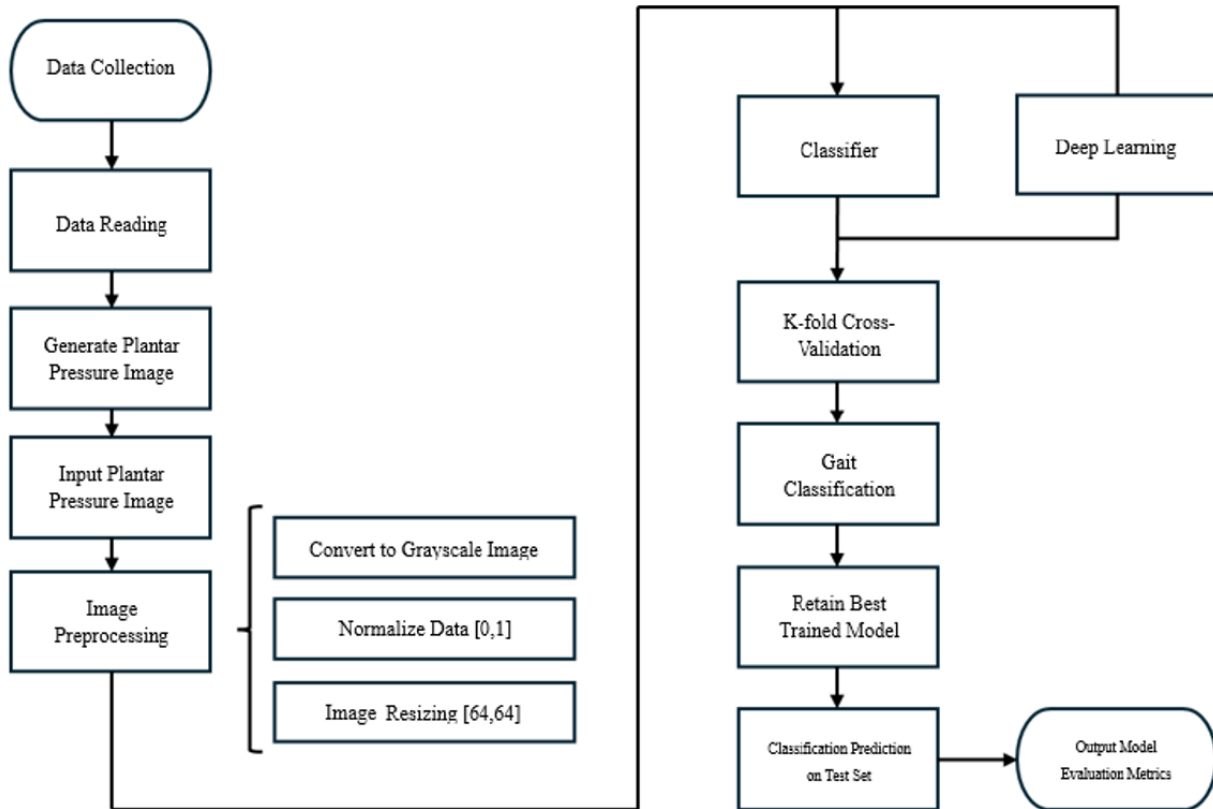 Data Collection
Data Reading
Generate Plantar
Pressure Image
Input Plantar
Pressure Image
Image
Preprocessing
Convert to Grayscale Image
Normalize Data [0,1]
Image Resizing [64,64]
Classifier
Deep Learning
K-fold Cross-
Validation
Gait
Classification
Retain Best
Trained Model
Classification Prediction
on Test Set
Output Model
Evaluation Metrics